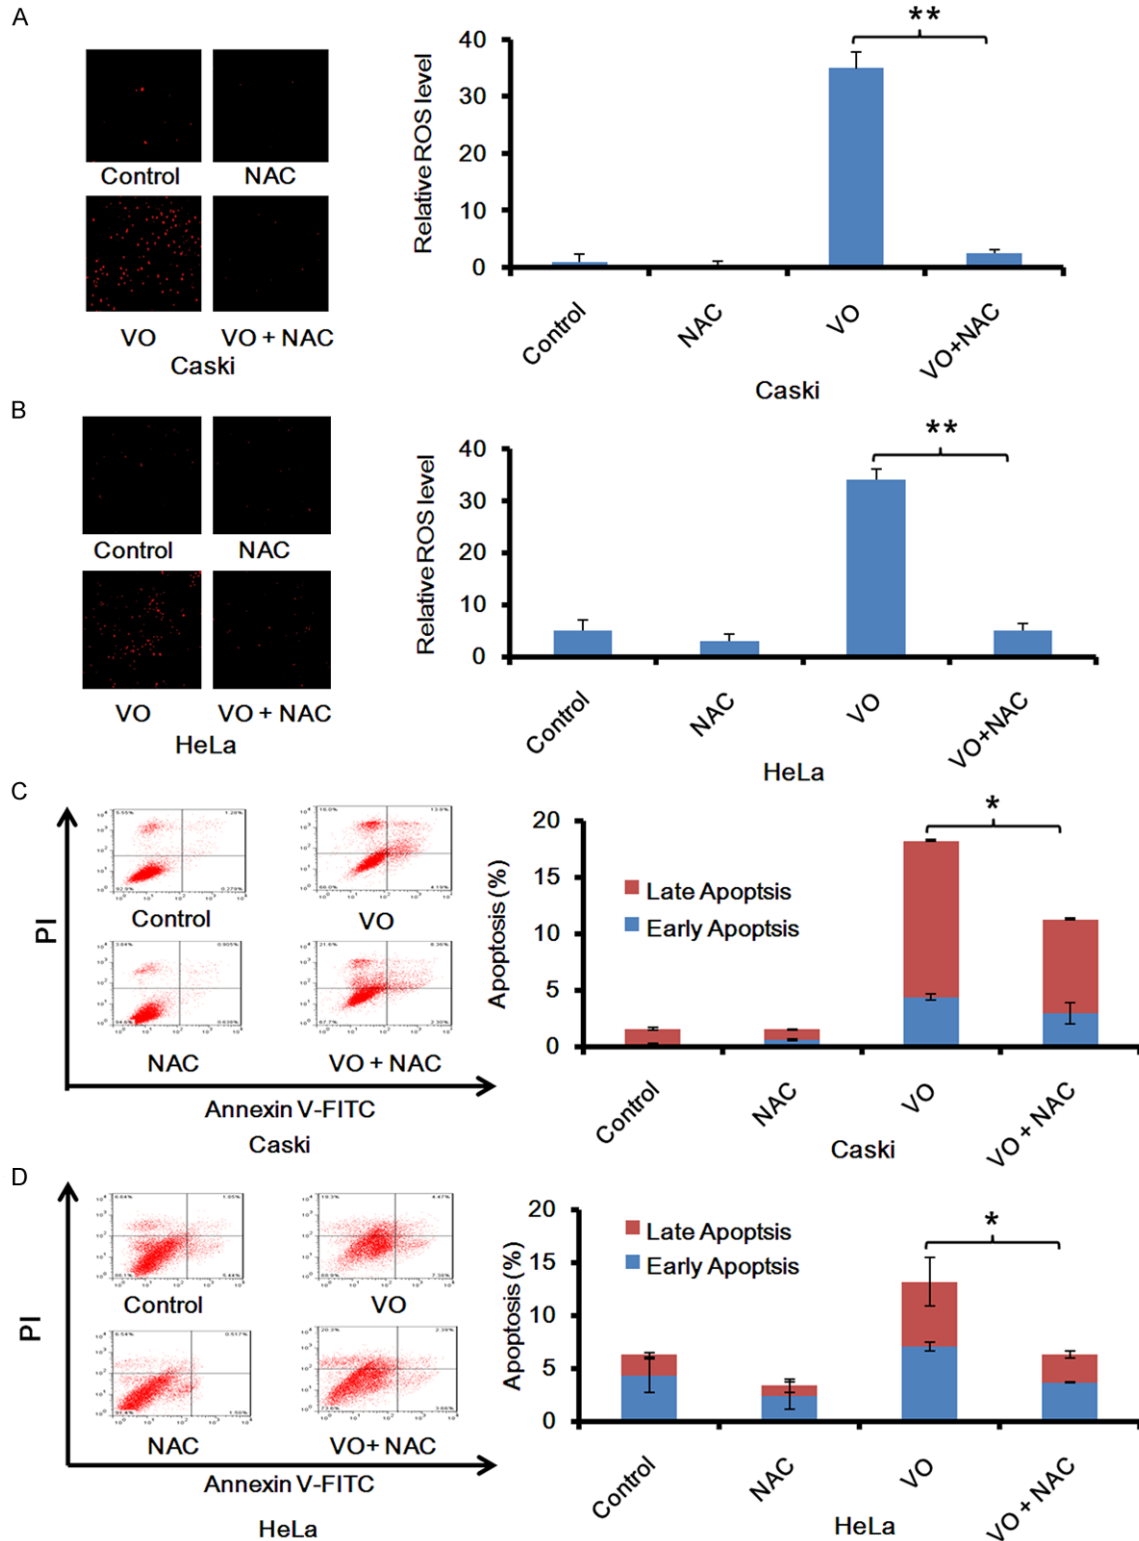 A
Control
NAC
VO
VO + NAC
Caski
Relative ROS level
40
30
20
10
0
**
Control
NAC
VO
VO+NAC
Caski
B
Control
NAC
VO
VO + NAC
HeLa
Relative ROS level
40
30
20
10
0
**
Control
NAC
VO
VO+NAC
HeLa
C
PI
Control
VO
NAC
VO + NAC
Annexin V-FITC
Caski
Apoptosis (%)
20
15
10
5
0
Late Apoptsis
Early Apoptsis
*
Control
NAC
VO
VO + NAC
Caski
D
PI
Control
VO
NAC
VO+ NAC
Annexin V-FITC
HeLa
Apoptosis (%)
20
15
10
5
0
Late Apoptsis
Early Apoptsis
*
Control
NAC
VO
VO + NAC
HeLa